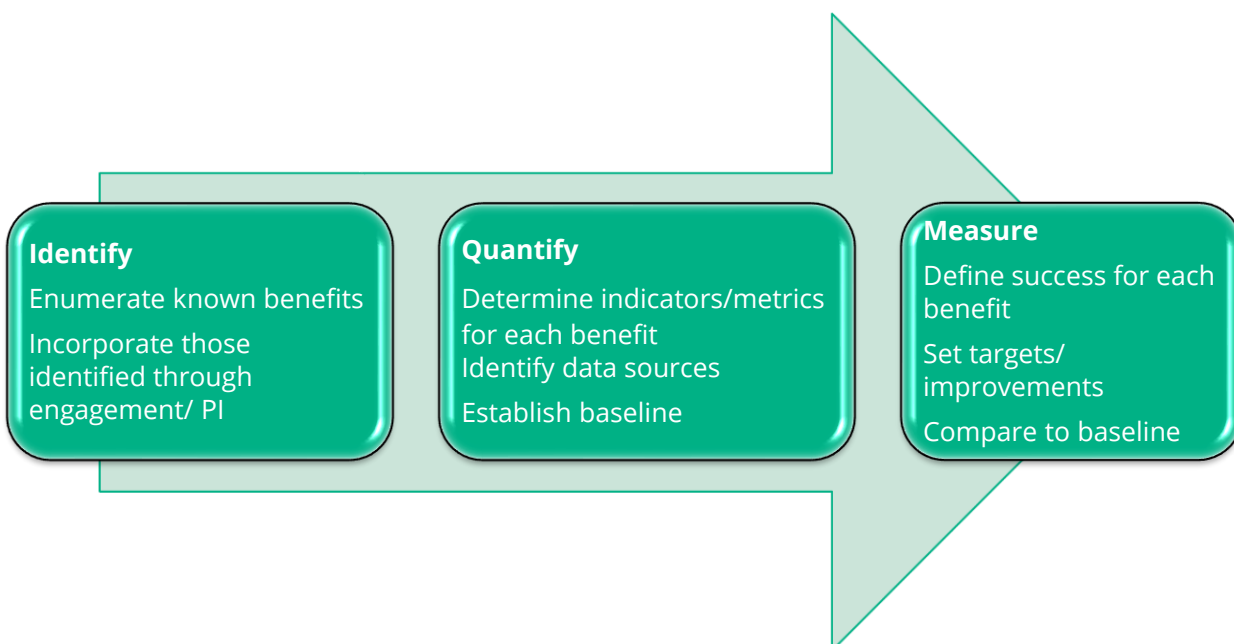 Identify
Enumerate known benefits
Incorporate those
identified through
engagement/ PI
Quantify
Determine indicators/metrics
for each benefit
Identify data sources
Establish baseline
Measure
Define success for each
benefit
Set targets/
improvements
Compare to baseline